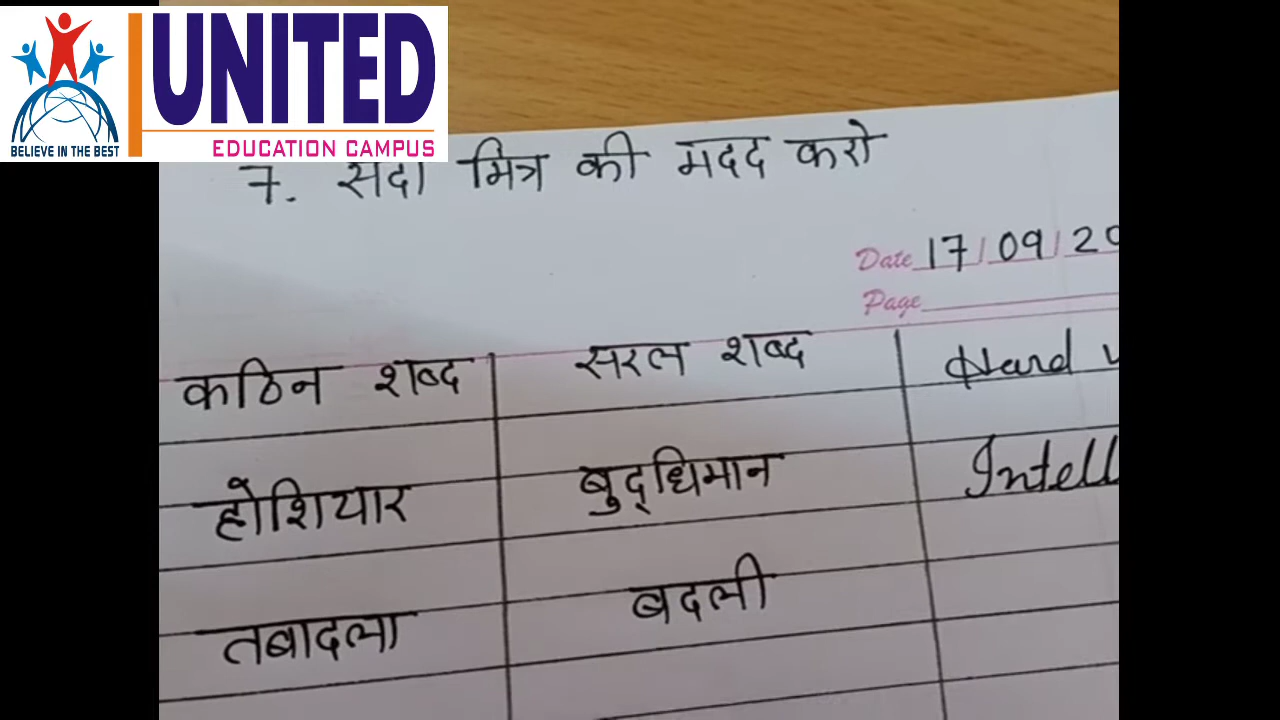 UNITED
EDUCATION CAMPUS
BELIEVE IN THE BEST
7. सदा मित्र की मदद करो
Date 17/09/20
Page
कठिन शब्द सरल शब्द Hard
होशियार बुद्धिमान Intell
तबादला बदली